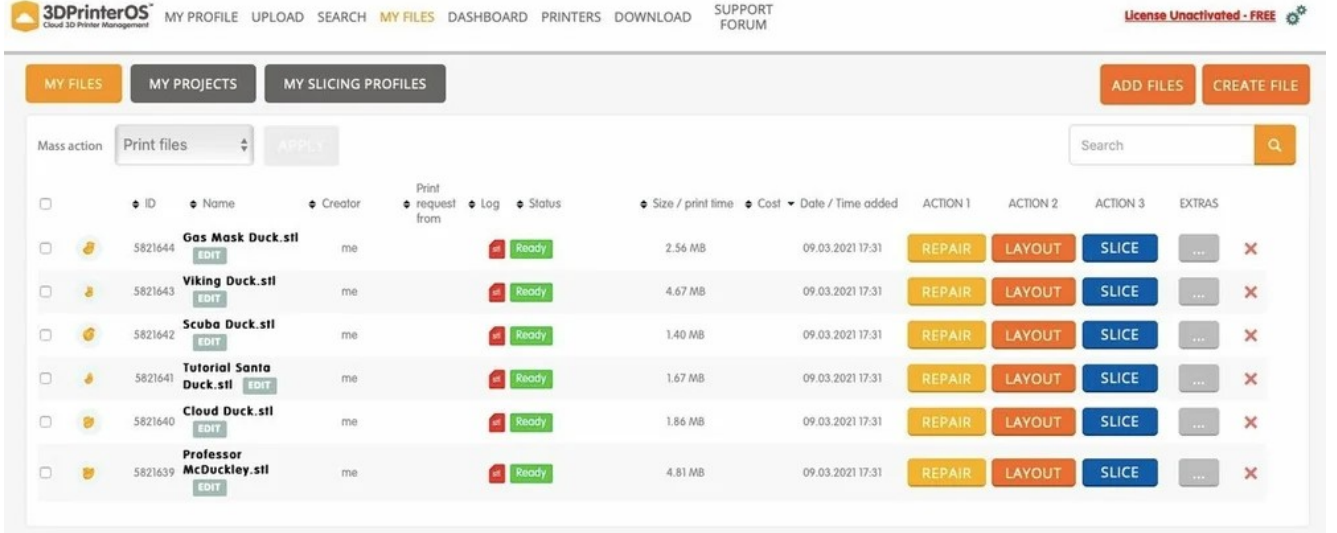 SUPPORT
3DPrinterOS™ MY PROFILE UPLOAD SEARCH MY FILES DASHBOARD PRINTERS DOWNLOAD License Unactivated - FREE
Cloud 3D Printer Management FORUM
MY FILES MY PROJECTS MY SLICING PROFILES ADD FILES CREATE FILE
Mass action Print files APPLY Search
Print
ID Name Creator request Log Status Size / print time Cost Date / Time added ACTION 1 ACTION 2 ACTION 3 EXTRAS
from
Gas Mask Duck.stl
5821644 me stl Ready 2.56 MB 09.03.2021 17:31 REPAIR LAYOUT SLICE ...
EDIT
Viking Duck.stl
5821643 me stl Ready 4.67 MB 09.03.2021 17:31 REPAIR LAYOUT SLICE ...
EDIT
Scuba Duck.stl
5821642 me stl Ready 1.40 MB 09.03.2021 17:31 REPAIR LAYOUT SLICE ...
EDIT
Tutorial Santa
5821641 me stl Ready 1.67 MB 09.03.2021 17:31 REPAIR LAYOUT SLICE ...
Duck.stl EDIT
Cloud Duck.stl
5821640 me stl Ready 1.86 MB 09.03.2021 17:31 REPAIR LAYOUT SLICE ...
EDIT
Professor
5821639 McDuckley.stl me stl Ready 4.81 MB 09.03.2021 17:31 REPAIR LAYOUT SLICE ...
EDIT